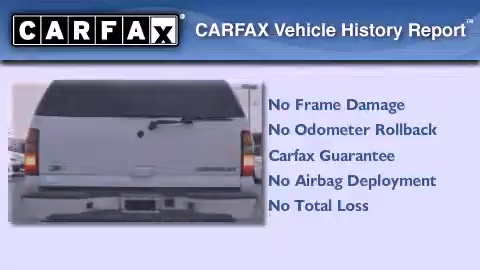 CARFAX® CARFAX Vehicle History Report™
No Frame Damage
No Odometer Rollback
Carfax Guarantee
No Airbag Deployment
No Total Loss